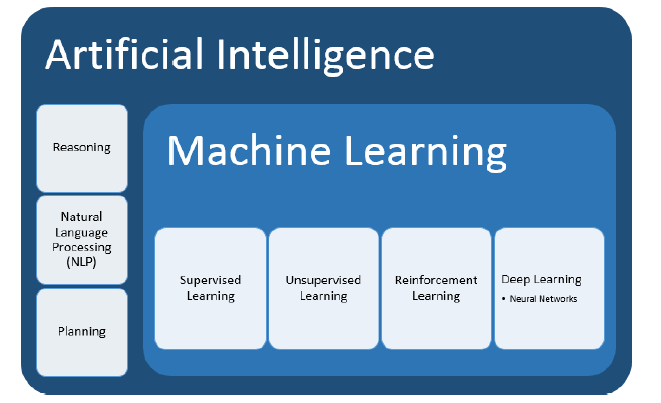 Artificial Intelligence
Reasoning
Natural
Language
Processing
(NLP)
Planning
Machine Learning
Supervised
Learning
Unsupervised
Learning
Reinforcement
Learning
Deep Learning
• Neural Networks